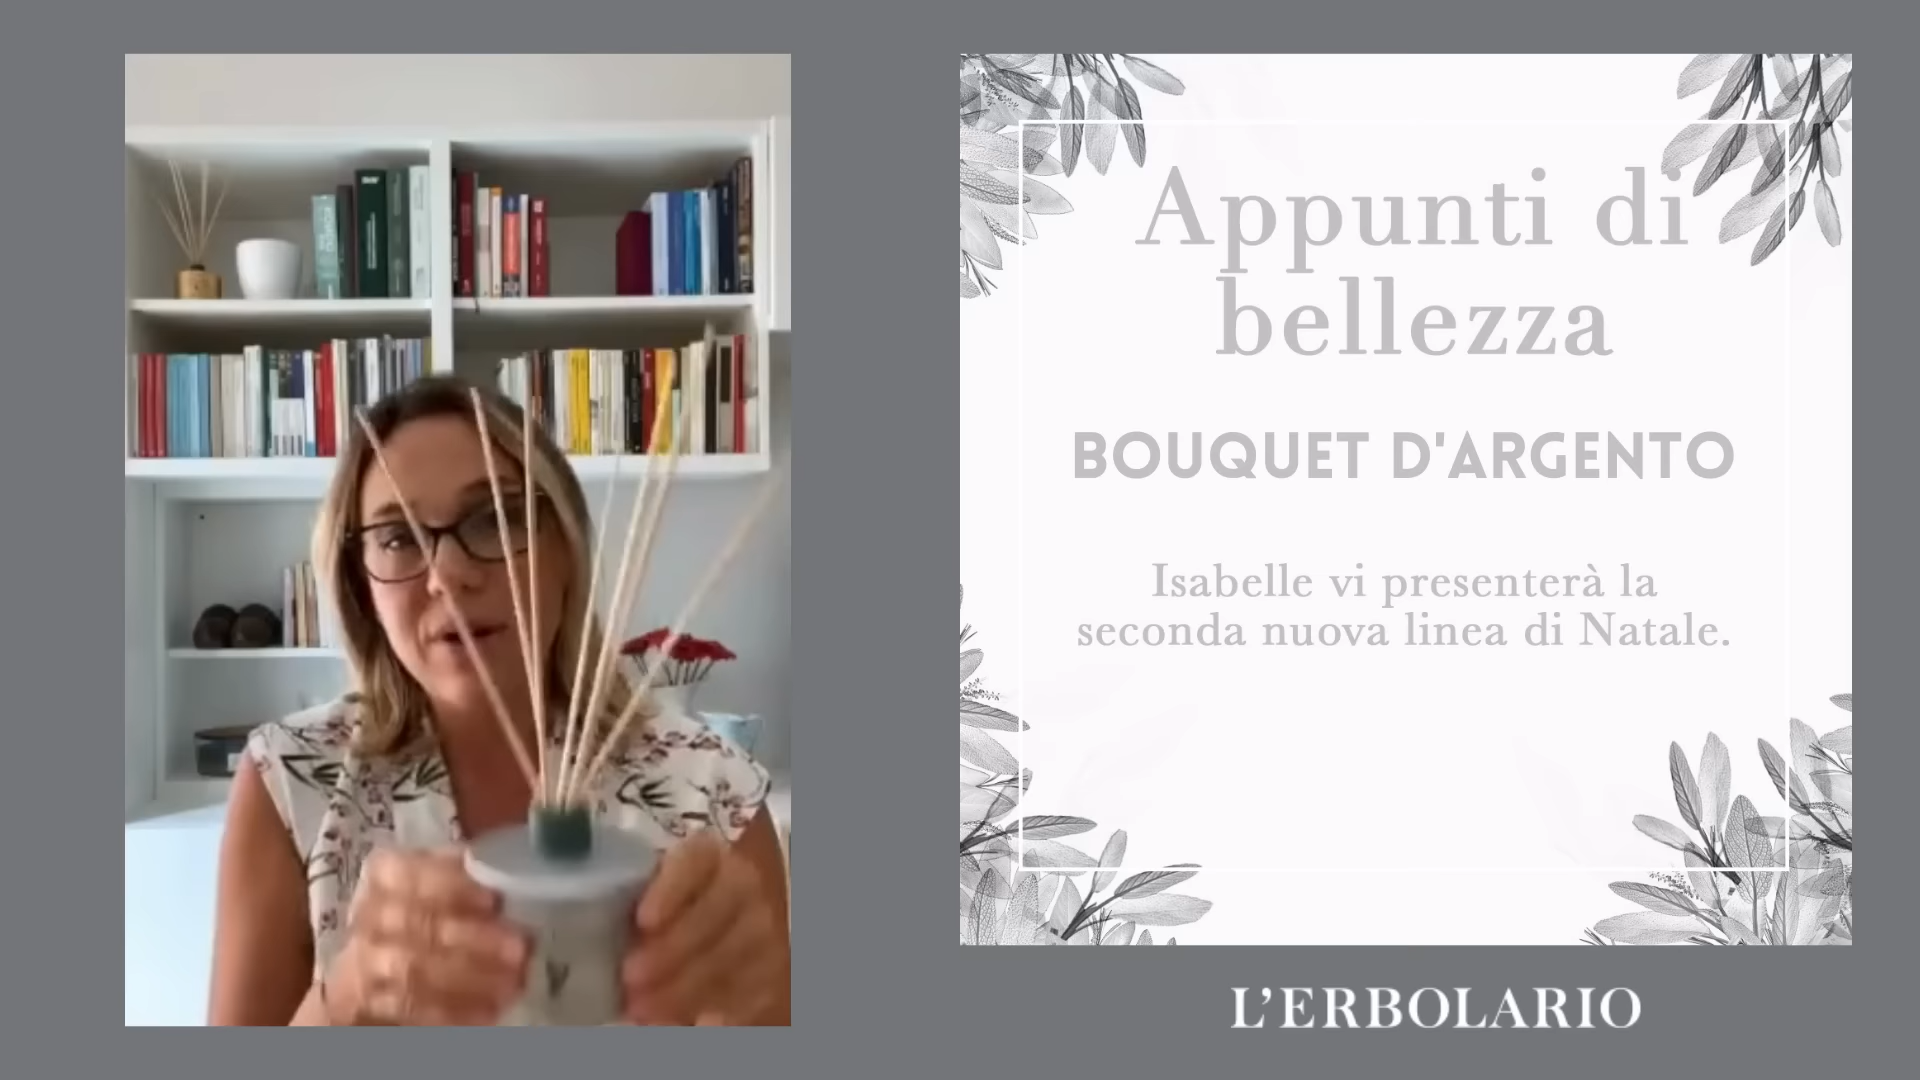 Appunti di
bellezza
BOUQUET D'ARGENTO
Isabelle vi presenterà la
seconda nuova linea di Natale.
L'ERBOLARIO